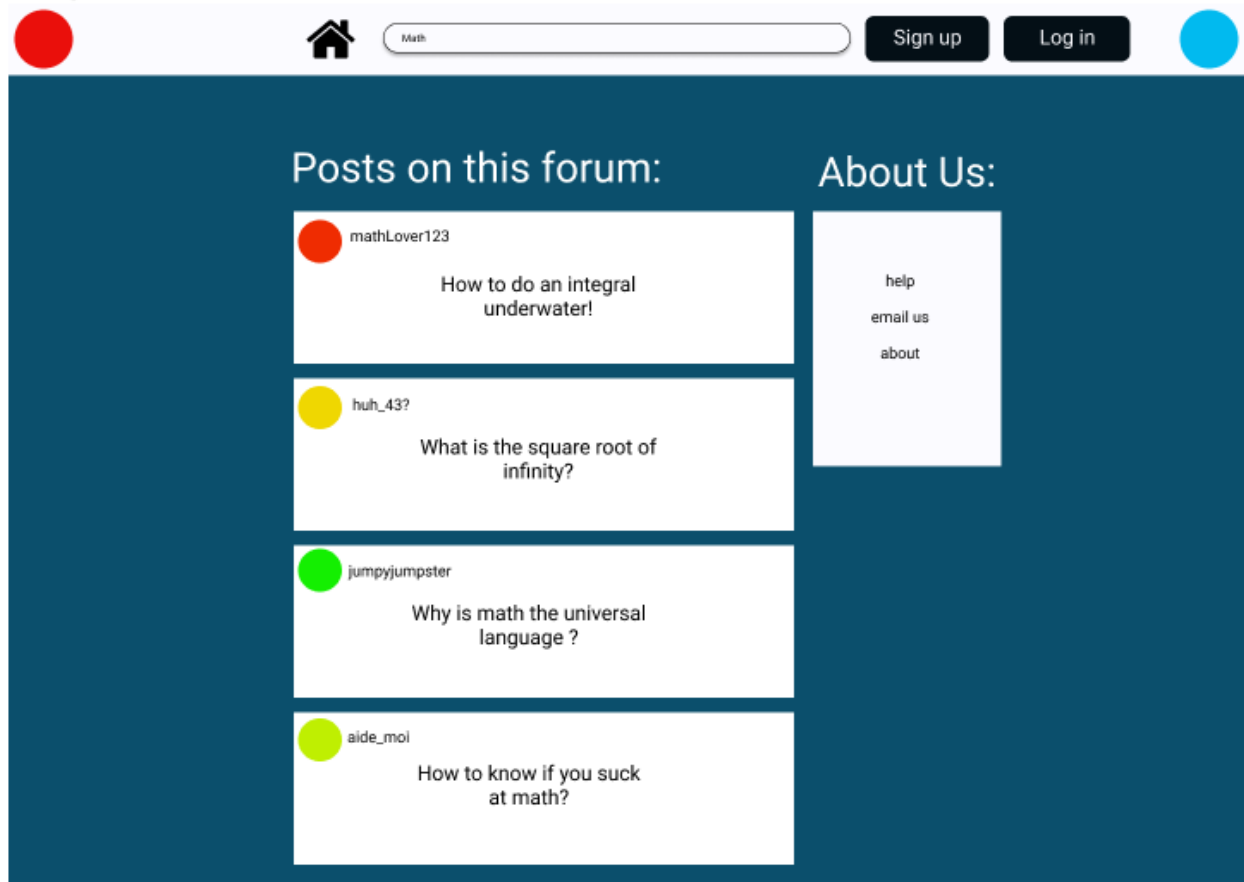 Math
Sign up
Log in
Posts on this forum:
mathLover123
How to do an integral
underwater!
huh_43?
What is the square root of
infinity?
jumpyjumpster
Why is math the universal
language ?
aide_moi
How to know if you suck
at math?
About Us:
help
email us
about